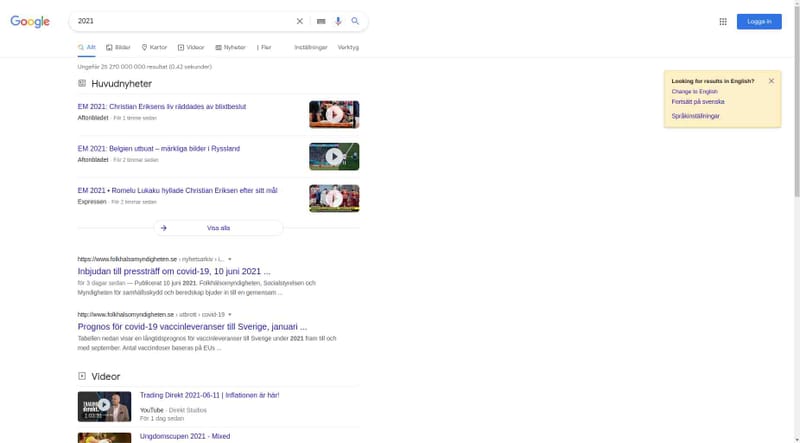 Google
2021
Logga in
Allt
Bilder
Kartor
Videor
Nyheter
Fler
Inställningar
Verktyg
Ungefär 25 270 000 000 resultat (0,42 sekunder)
Looking for results in English?
Change to English
Fortsätt på svenska
Språkinställningar
Huvudnyheter
EM 2021: Christian Eriksens liv räddades av blixtbeslut
Aftonbladet · För 1 timme sedan
EM 2021: Belgien utbuat – märkliga bilder i Ryssland
Aftonbladet · För 2 timmar sedan
EM 2021 • Romelu Lukaku hyllade Christian Eriksen efter sitt mål
Expressen · För 2 timmar sedan
Visa alla
https://www.folkhalsomyndigheten.se › nyhetsarkiv › i...
Inbjudan till pressträff om covid-19, 10 juni 2021 ...
för 3 dagar sedan — Publicerat 10 juni 2021. Folkhälsomyndigheten, Socialstyrelsen och
Myndigheten för samhällsskydd och beredskap bjuder in till en gemensam ...
http://www.folkhalsomyndigheten.se › utbrott › covid-19
Prognos för covid-19 vaccinleveranser till Sverige, januari ...
Tabellen nedan visar en långtidsprognos för vaccinleveranser till Sverige under 2021 fram till och
med september. Antal vaccindoser baseras på EUs ...
Videor
Trading Direkt 2021-06-11 | Inflationen är här!
YouTube · Direkt Studios
För 1 dag sedan
TRADING
direkt
1:03:31
Ungdomscupen 2021 - Mixed